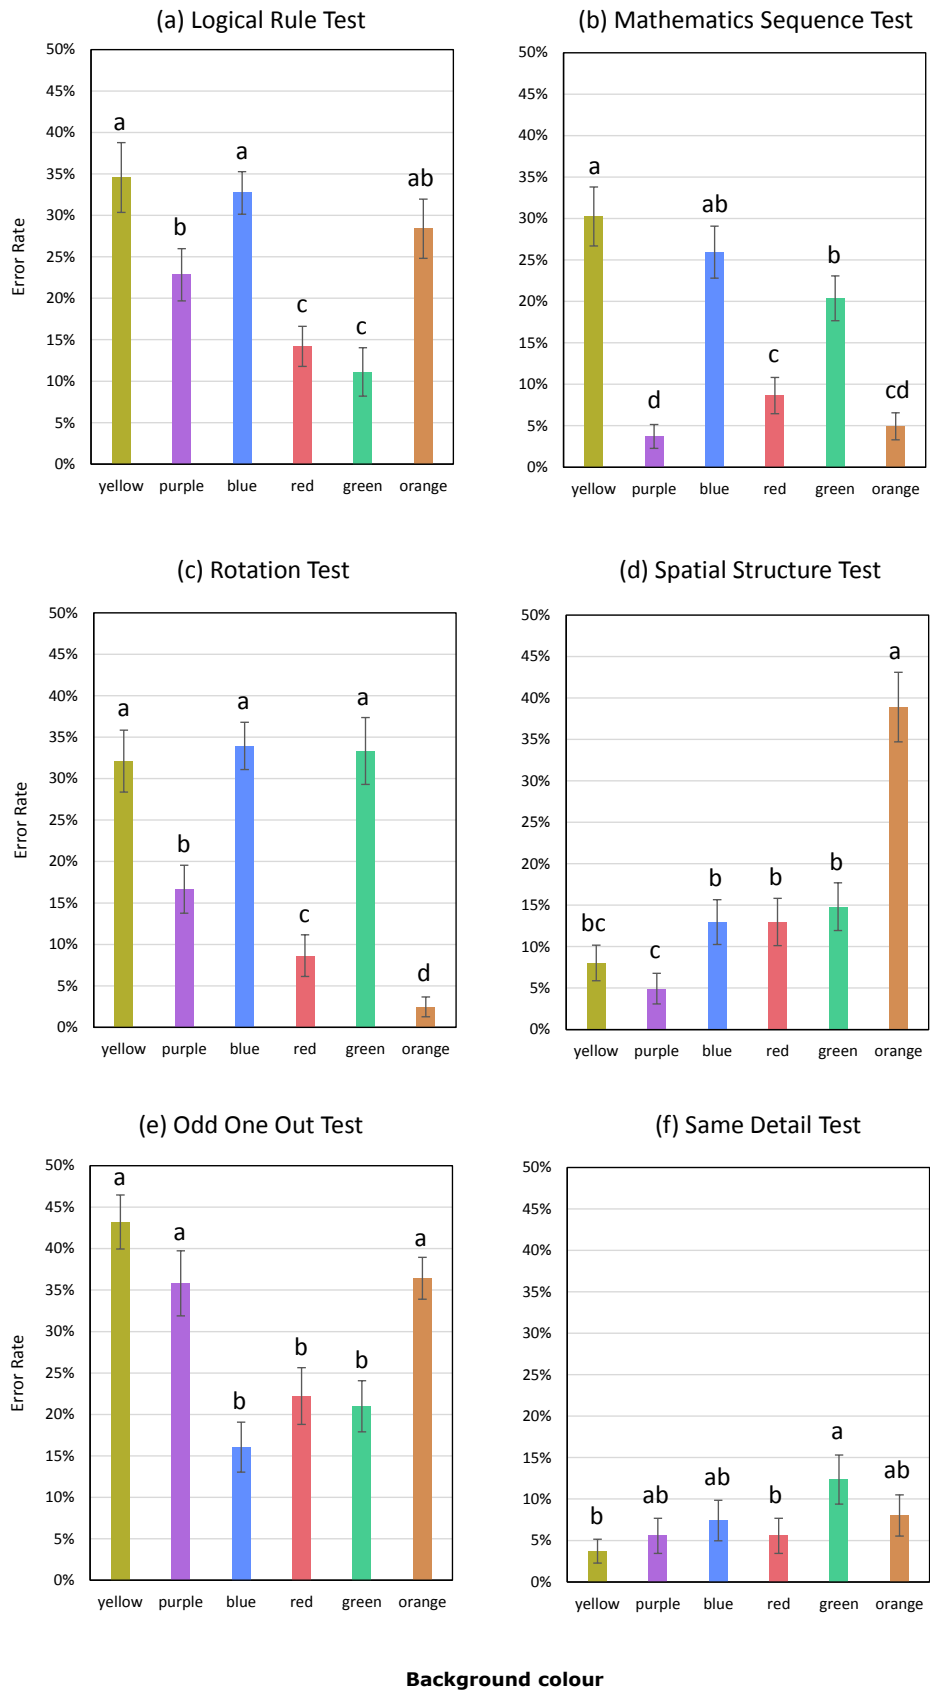 (a) Logical Rule Test
50%
45%
40%
35%
30%
25%
20%
15%
10%
5%
0%
Error Rate
a
b
a
c
c
ab
yellow purple blue red green orange
(b) Mathematics Sequence Test
50%
45%
40%
35%
30%
25%
20%
15%
10%
5%
0%
a
d
ab
c
b
cd
yellow purple blue red green orange
(c) Rotation Test
50%
45%
40%
35%
30%
25%
20%
15%
10%
5%
0%
Error Rate
a
b
a
c
a
d
yellow purple blue red green orange
(d) Spatial Structure Test
50%
45%
40%
35%
30%
25%
20%
15%
10%
5%
0%
bc
c
b
b
b
a
yellow purple blue red green orange
(e) Odd One Out Test
50%
45%
40%
35%
30%
25%
20%
15%
10%
5%
0%
Error Rate
a
a
b
b
b
a
yellow purple blue red green orange
(f) Same Detail Test
50%
45%
40%
35%
30%
25%
20%
15%
10%
5%
0%
b
ab
ab
b
a
ab
yellow purple blue red green orange
Background colour